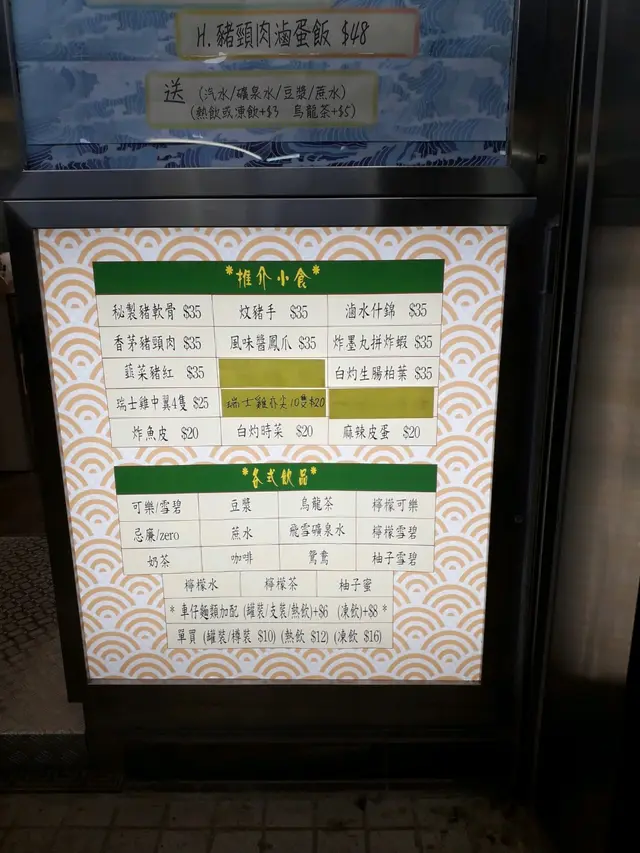 H. 豬頸肉滷蛋飯 $48
送 (汽水/礦泉水/豆漿/蔗水)
(熱飲或凍飲+$3 烏龍茶+$5)
*推介小食*
秘製豬軟骨 $35 炆豬手 $35 滷水什錦 $35
香茅豬頸肉 $35 風味醬鳳爪 $35 炸墨丸拼炸蝦 $35
韮菜豬紅 $35 白灼生腸柏葉 $35
瑞士雞中翼4隻 $25 瑞士雞亦尖10隻$20
炸魚皮 $20 白灼時菜 $20 麻辣皮蛋 $20
*各式飲品*
可樂/雪碧 豆漿 烏龍茶 檸檬可樂
忌廉/zero 蔗水 飛雪礦泉水 檸檬雪碧
奶茶 咖啡 鴛鴦 柚子雪碧
檸檬水 檸檬茶 柚子蜜
* 車仔麵類加配 (罐裝/支裝/熱飲)+$6 (凍飲)+$8 *
單買 (罐裝/樽裝 $10) (熱飲 $12) (凍飲 $16)